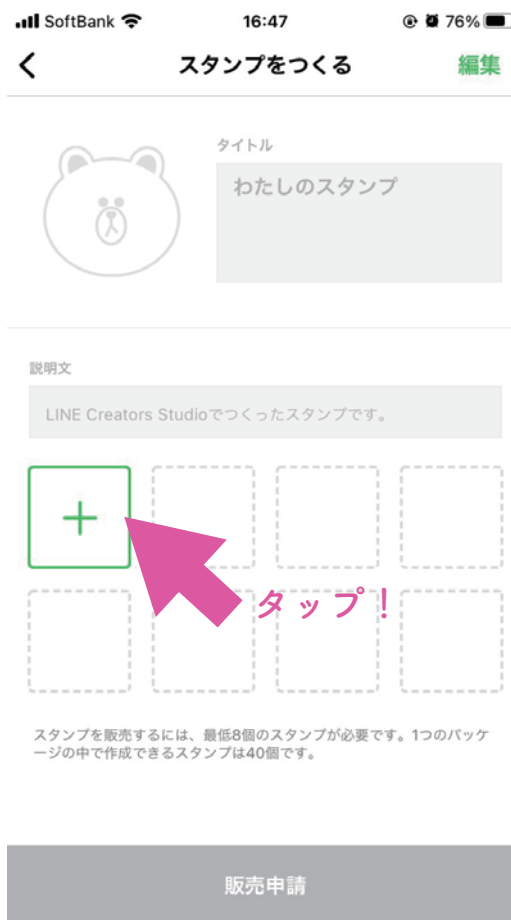 SoftBank 16:47 76%
スタンプをつくる 編集
タイトル
わたしのスタンプ
説明文
LINE Creators Studioでつくったスタンプです。
タップ！
スタンプを販売するには、最低8個のスタンプが必要です。1つのパッケ
ージの中で作成できるスタンプは40個です。
販売申請